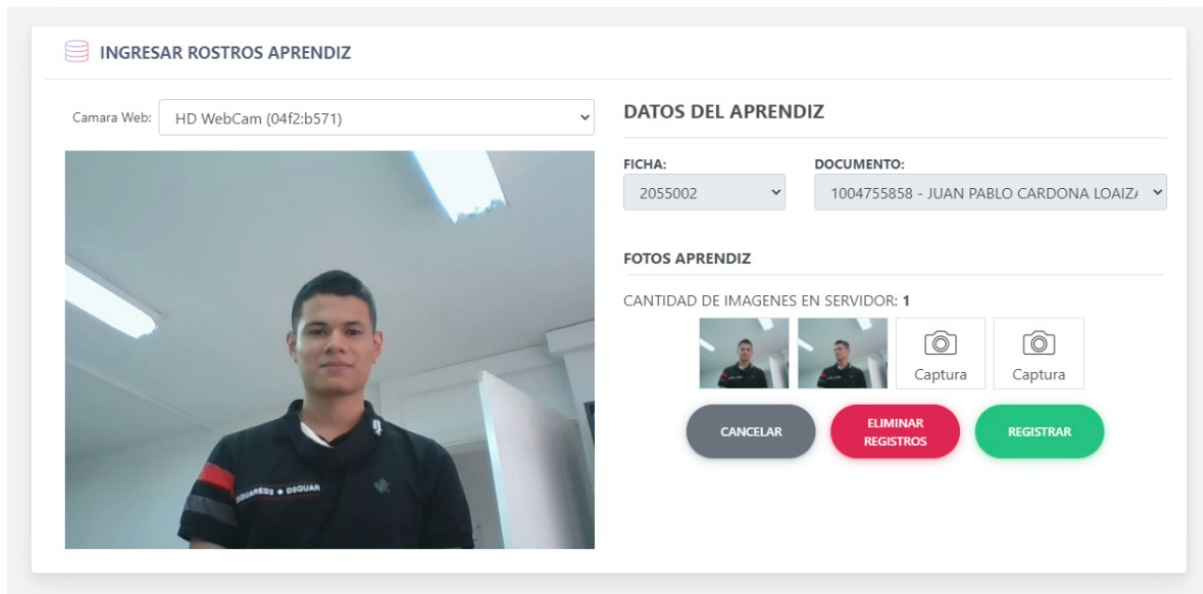 INGRESAR ROSTROS APRENDIZ
Camara Web:
HD WebCam (04f2:b571)
DATOS DEL APRENDIZ
FICHA:
DOCUMENTO:
2055002
1004755858 - JUAN PABLO CARDONA LOAIZ
FOTOS APRENDIZ
CANTIDAD DE IMAGENES EN SERVIDOR: 1
Captura
Captura
CANCELAR
ELIMINAR
REGISTROS
REGISTRAR
DSQUAN